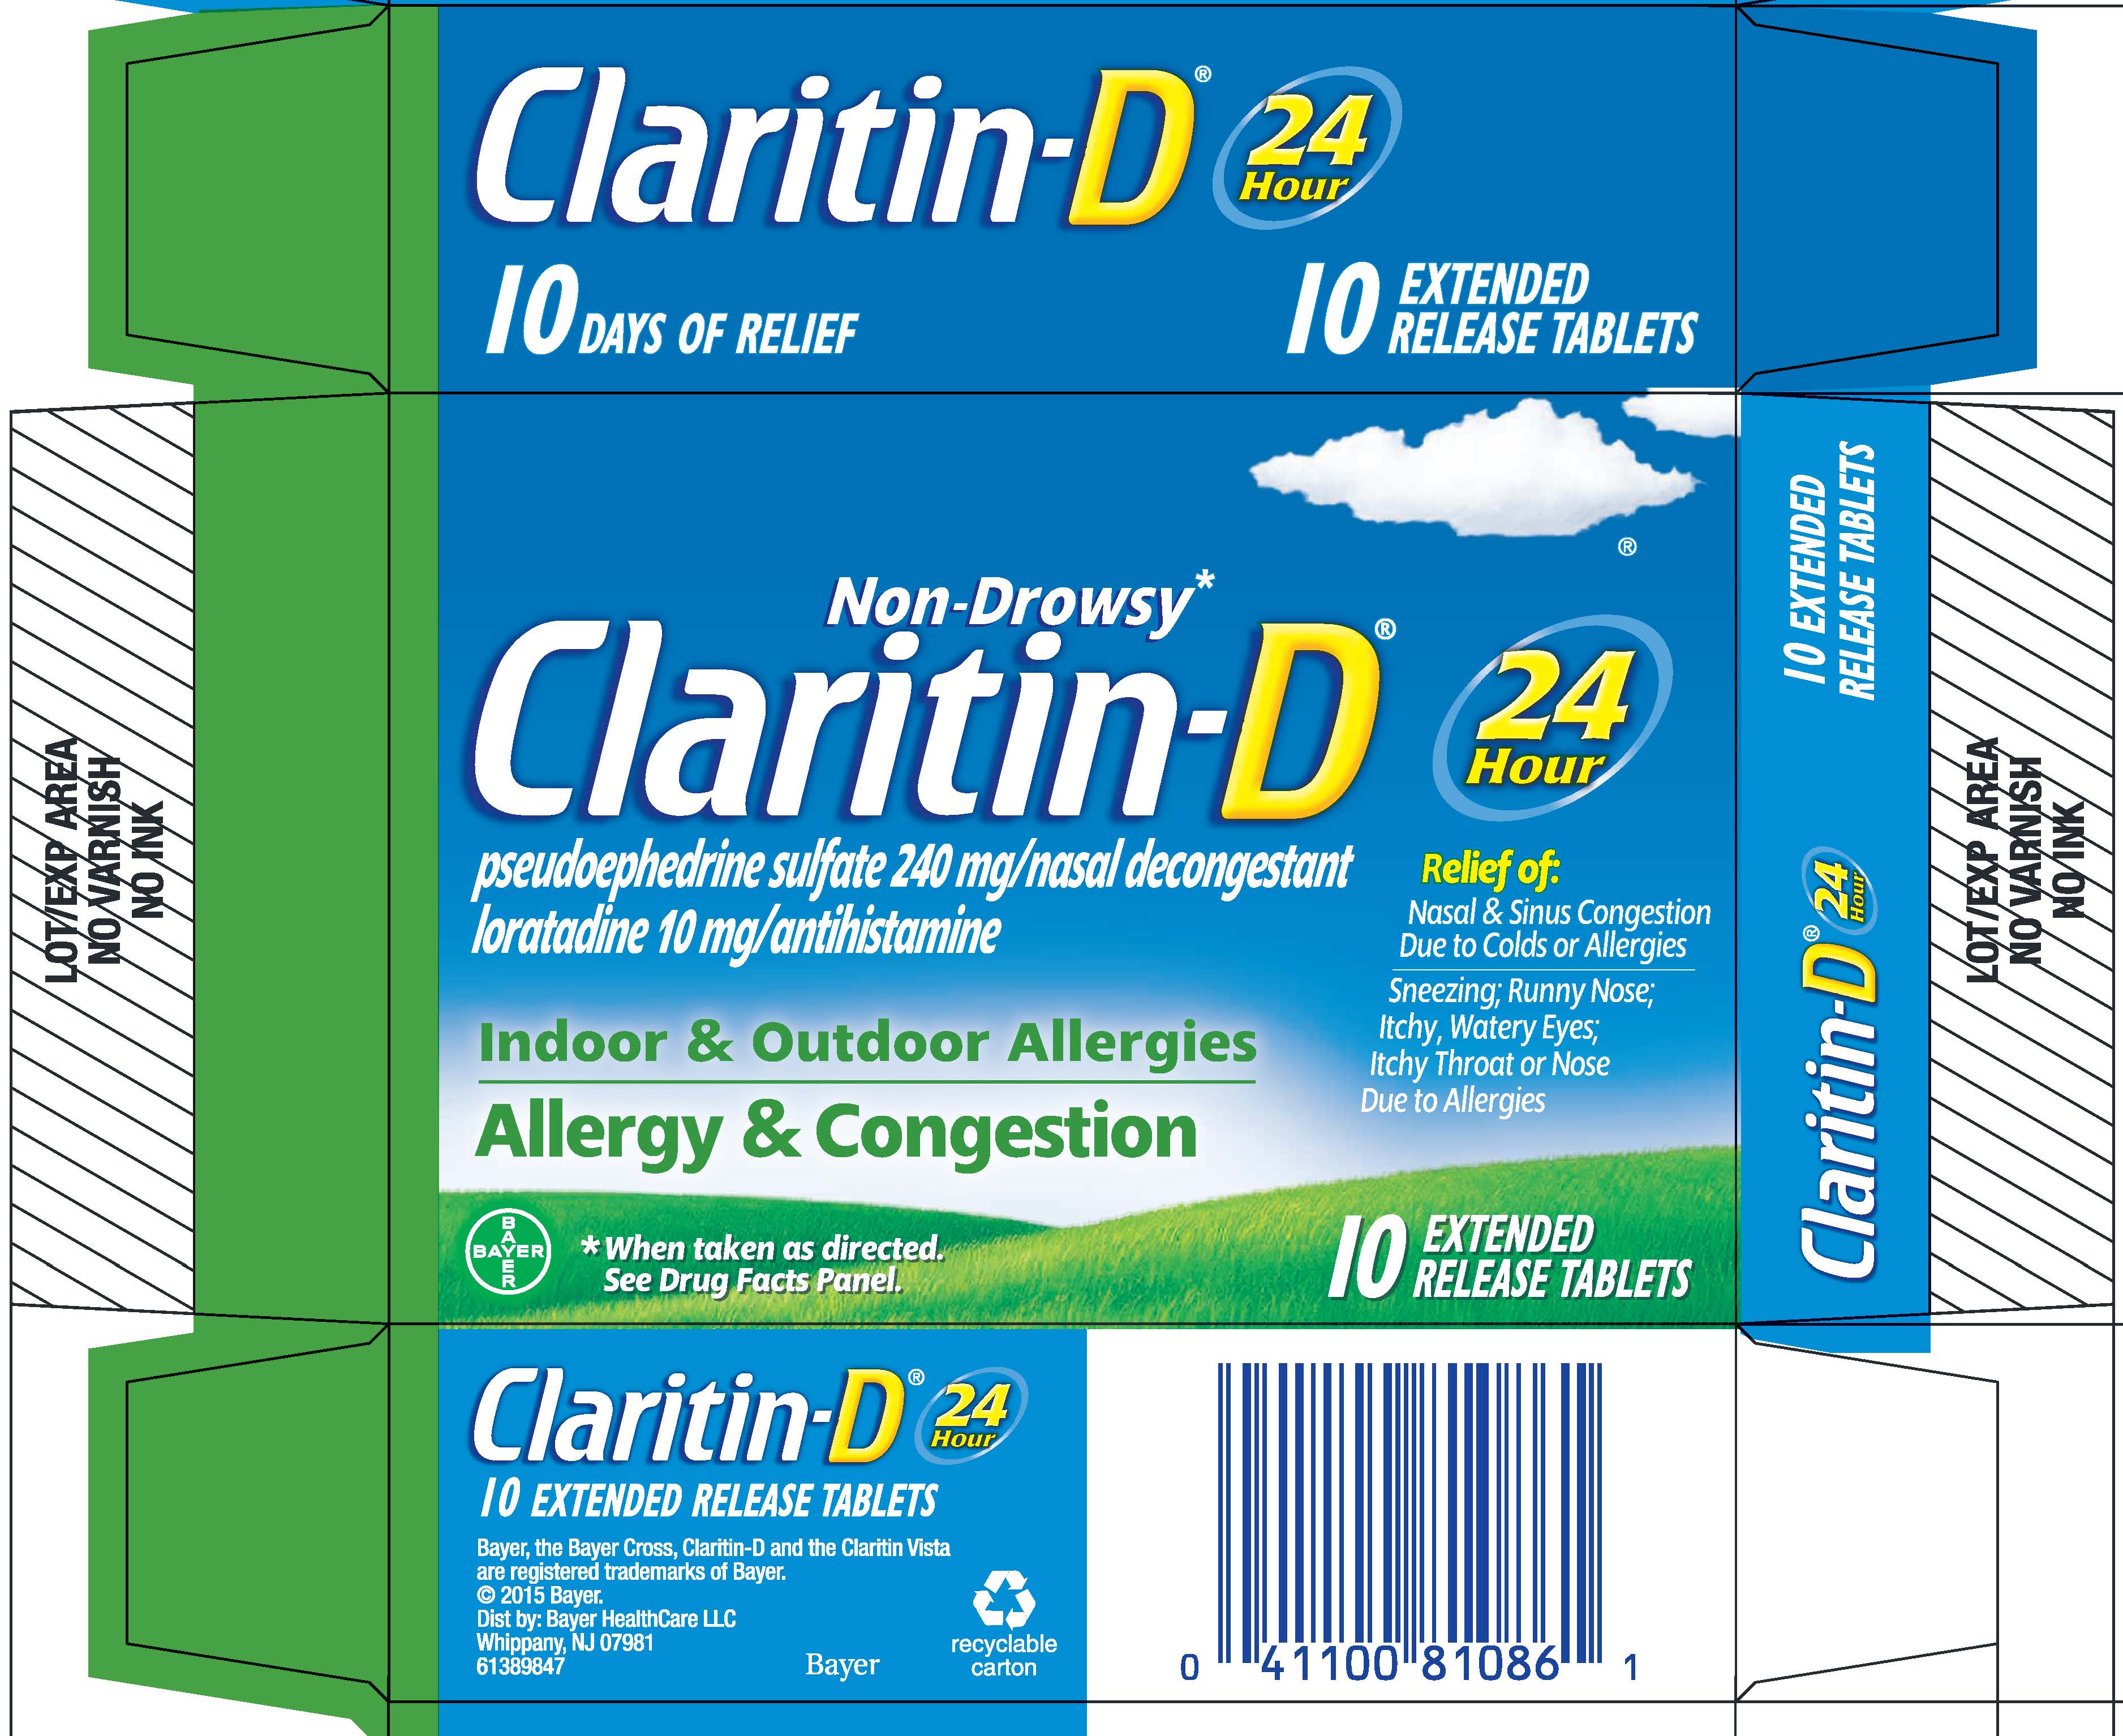 Claritin-D®
24
Hour
10 DAYS OF RELIEF
10 EXTENDED
RELEASE TABLETS
®
Non-Drowsy*
Claritin-D®
24
Hour
pseudoephedrine sulfate 240 mg/nasal decongestant
loratadine 10 mg/antihistamine
Relief of:
Nasal & Sinus Congestion
Due to Colds or Allergies
Sneezing; Runny Nose;
Itchy, Watery Eyes;
Itchy Throat or Nose
Due to Allergies
Indoor & Outdoor Allergies
Allergy & Congestion
BAYER
BAYER
*When taken as directed.
See Drug Facts Panel.
10 EXTENDED
RELEASE TABLETS
LOT/EXP AREA
NO VARNISH
NO INK
10 EXTENDED
RELEASE TABLETS
Claritin-D®
24
Hour
LOT/EXP AREA
NO VARNISH
NO INK
Claritin-D®
24
Hour
10 EXTENDED RELEASE TABLETS
Bayer, the Bayer Cross, Claritin-D and the Claritin Vista
are registered trademarks of Bayer.
© 2015 Bayer.
Dist by: Bayer HealthCare LLC
Whippany, NJ 07981
61389847
Bayer
recyclable
carton
0 41100 81086 1